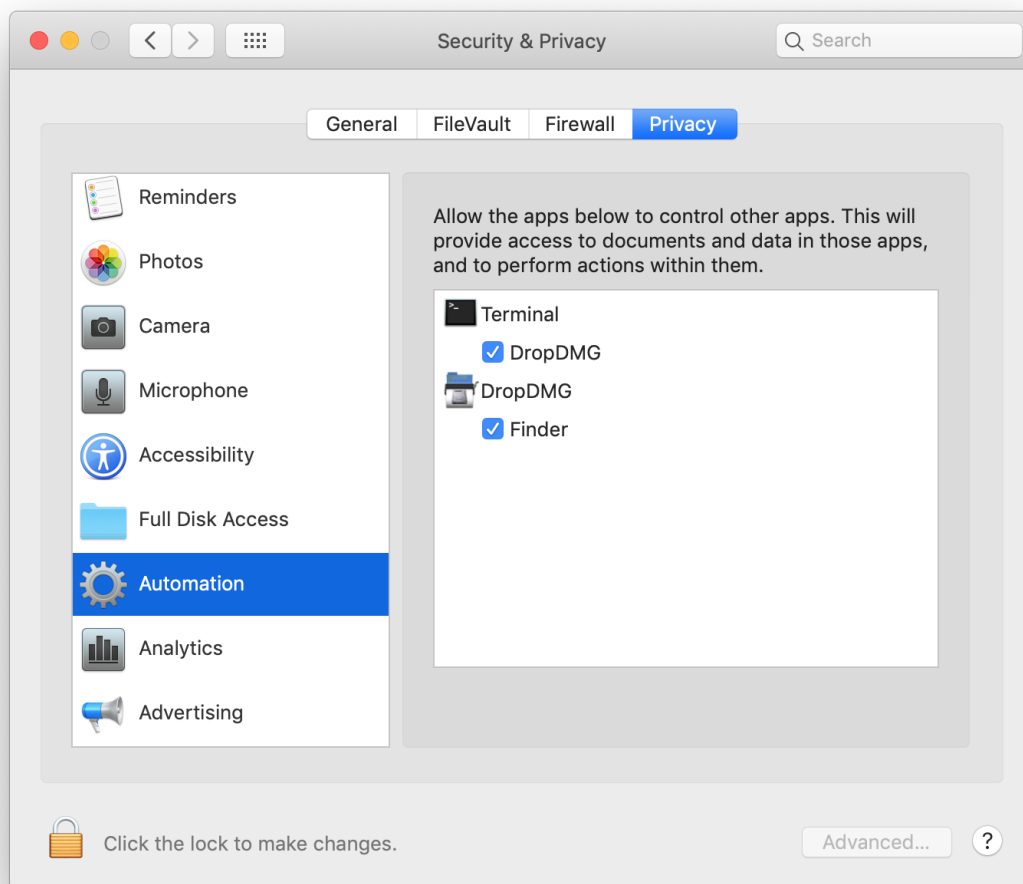 Security & Privacy
Search
General
FileVault
Firewall
Privacy
Reminders
Photos
Camera
Microphone
Accessibility
Full Disk Access
Automation
Analytics
Advertising
Allow the apps below to control other apps. This will
provide access to documents and data in those apps,
and to perform actions within them.
>_ Terminal
DropDMG
DropDMG
Finder
Click the lock to make changes.
Advanced...
?